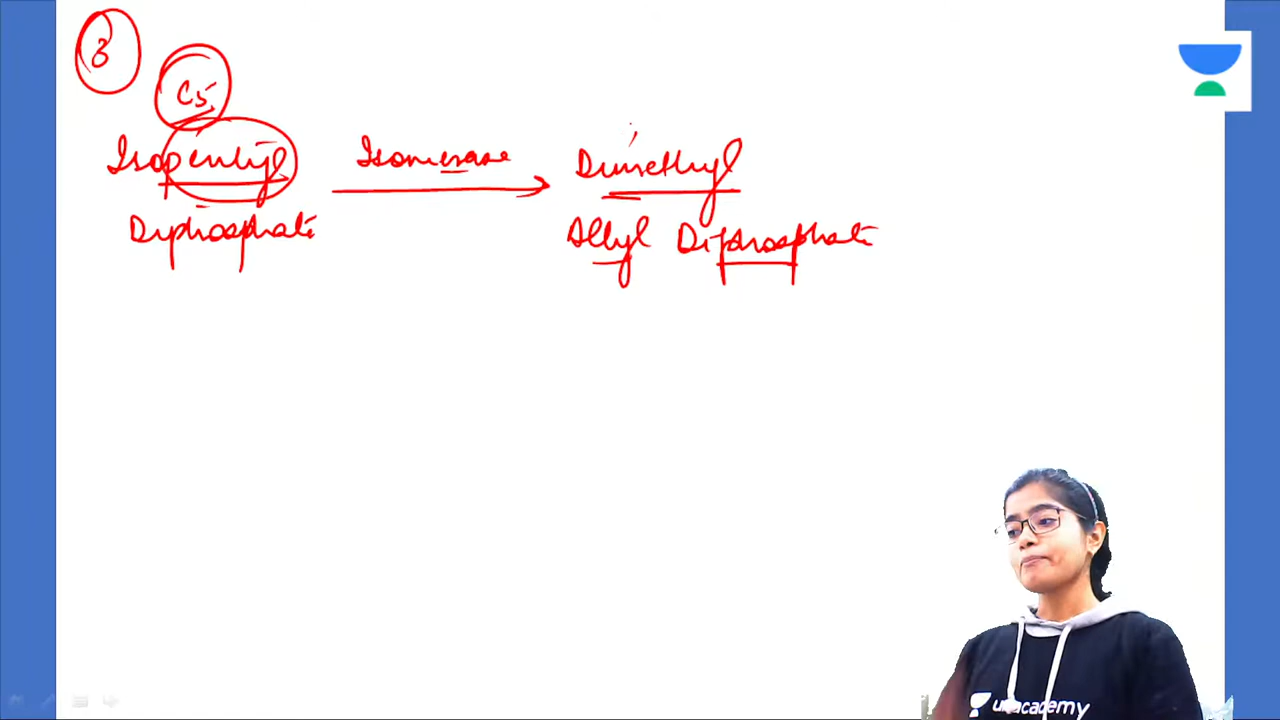 3
C5
Isopentyl Isomerase Dimethyl
Diphosphate Allyl Diphosphate
unacademy